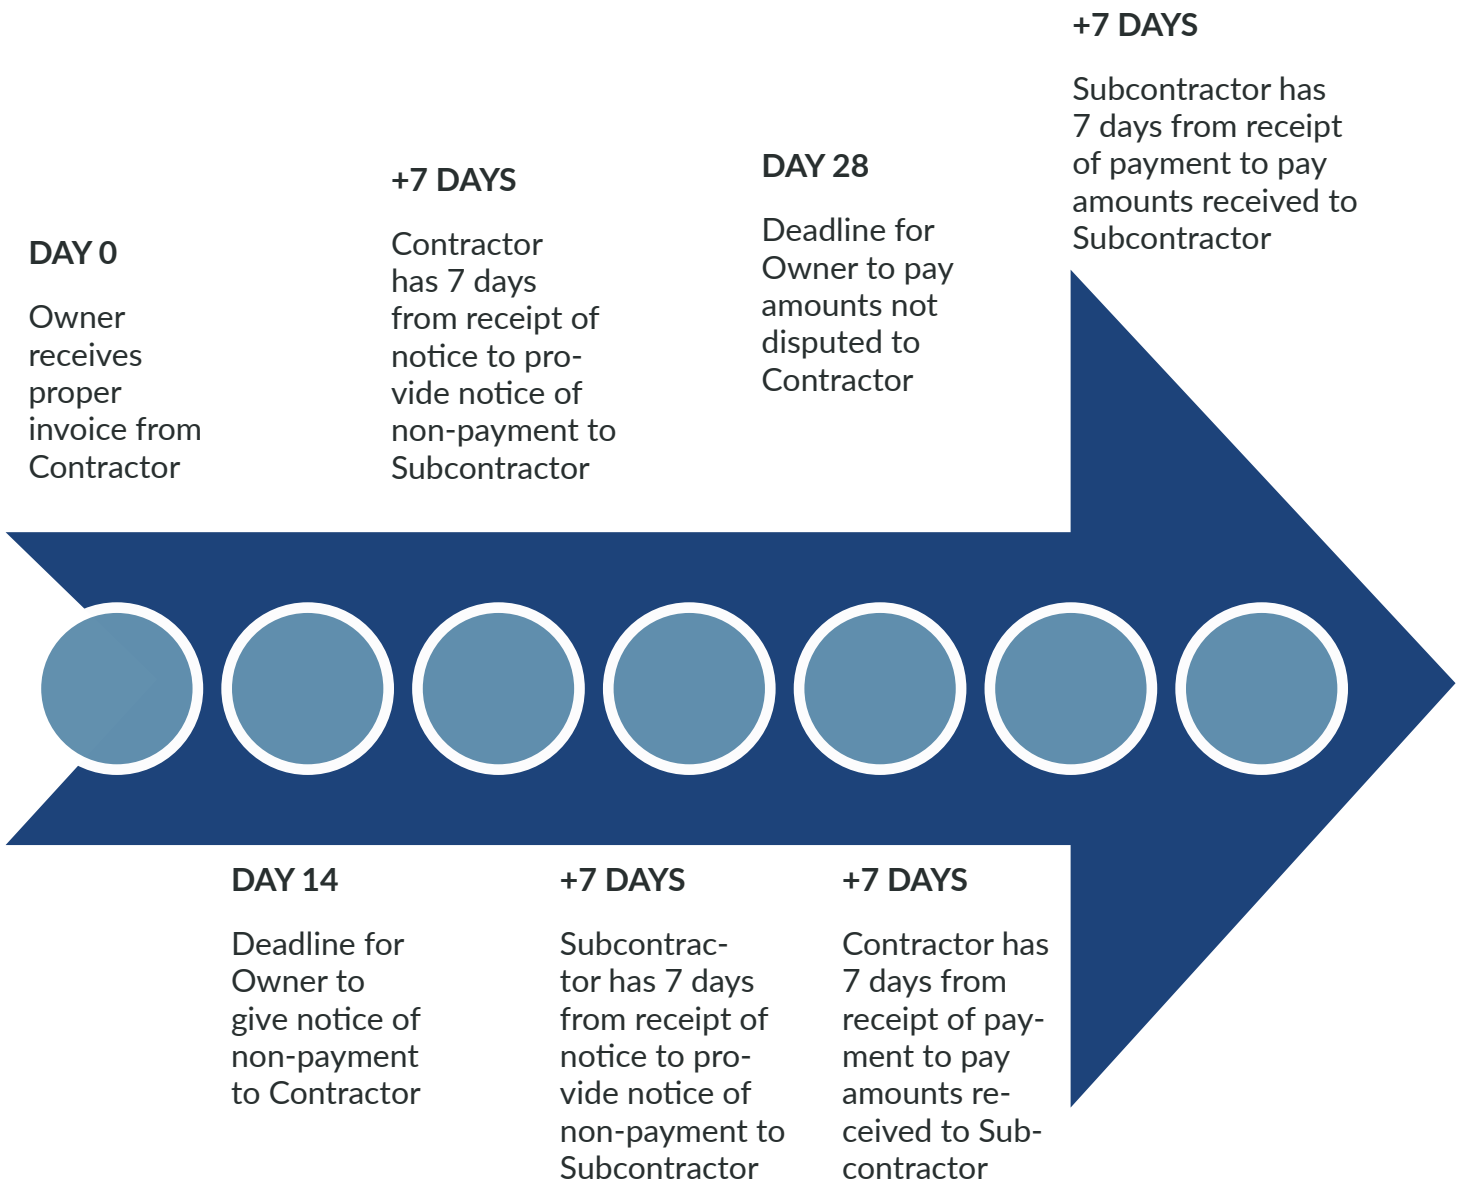 DAY 0
Owner
receives
proper
invoice from
Contractor
DAY 14
Deadline for
Owner to
give notice of
non-payment
to Contractor
+7 DAYS
Contractor
has 7 days
from receipt of
notice to pro-
vide notice of
non-payment to
Subcontractor
+7 DAYS
Subcontrac-
tor has 7 days
from receipt of
notice to pro-
vide notice of
non-payment to
Subcontractor
DAY 28
Deadline for
Owner to pay
amounts not
disputed to
Contractor
+7 DAYS
Contractor has
7 days from
receipt of pay-
ment to pay
amounts re-
ceived to Sub-
contractor
+7 DAYS
Subcontractor has
7 days from receipt
of payment to pay
amounts received to
Subcontractor